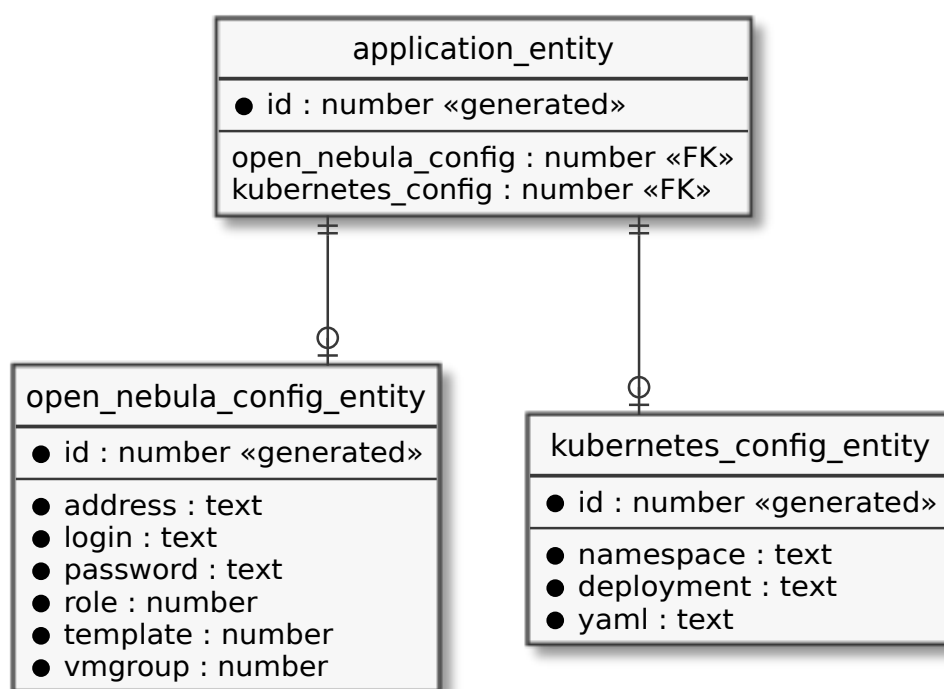 application_entity
id : number «generated»
open_nebula_config : number «FK»
kubernetes_config : number «FK»
open_nebula_config_entity
id : number «generated»
address : text
login : text
password : text
role : number
template : number
vmgroup : number
kubernetes_config_entity
id : number «generated»
namespace : text
deployment : text
yaml : text